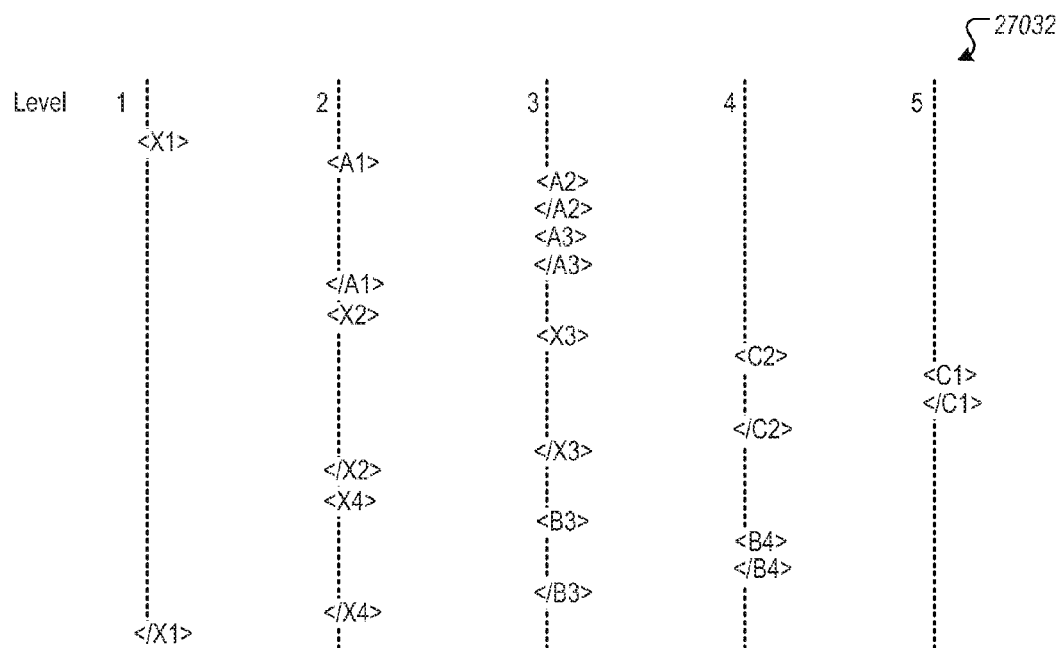 27032
Level 1 2 3 4 5
<X1>
<A1>
<A2>
</A2>
<A3>
</A3>
</A1>
<X2>
<X3>
<C2>
<C1>
</C1>
</C2>
</X3>
</X2>
<X4>
<B3>
<B4>
</B4>
</B3>
</X4>
</X1>